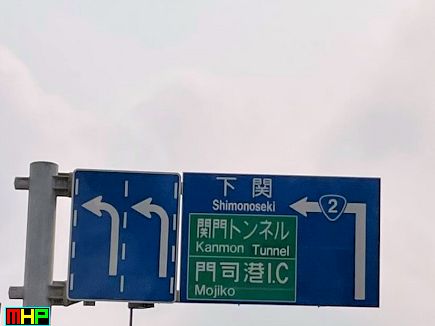 下関
Shimonoseki
2
関門トンネル
Kanmon Tunnel
門司港I.C
Mojiko
MHP